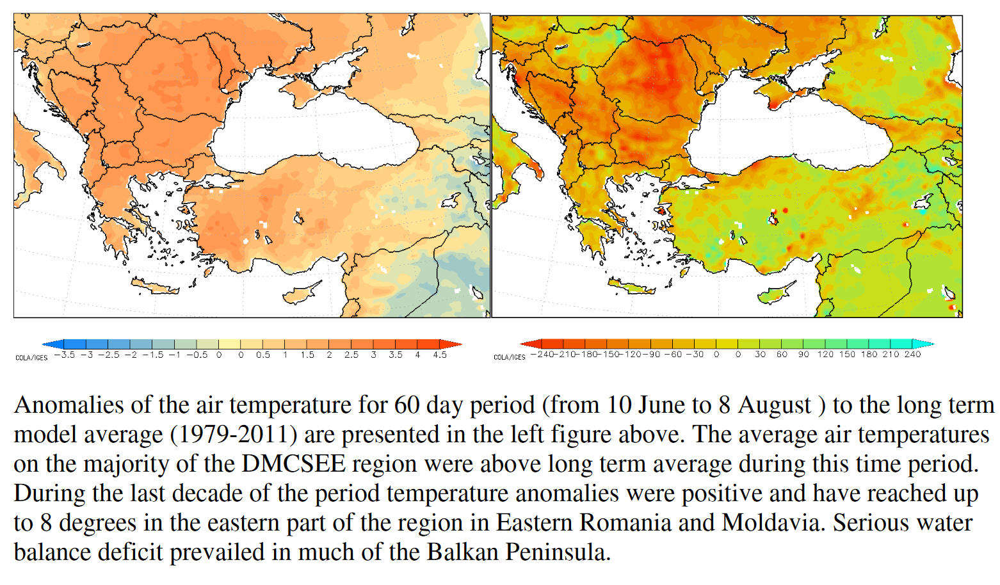 COLA/IGES -3.5 -3 -2.5 -2 -1.5 -1 -0.5 0 0 0.5 1 1.5 2 2.5 3 3.5 4 4.5
COLA/IGES -240 -210 -180 -150 -120 -90 -60 -30 0 0 30 60 90 120 150 180 210 240
Anomalies of the air temperature for 60 day period (from 10 June to 8 August ) to the long term
model average (1979-2011) are presented in the left figure above. The average air temperatures
on the majority of the DMCSEE region were above long term average during this time period.
During the last decade of the period temperature anomalies were positive and have reached up
to 8 degrees in the eastern part of the region in Eastern Romania and Moldavia. Serious water
balance deficit prevailed in much of the Balkan Peninsula.